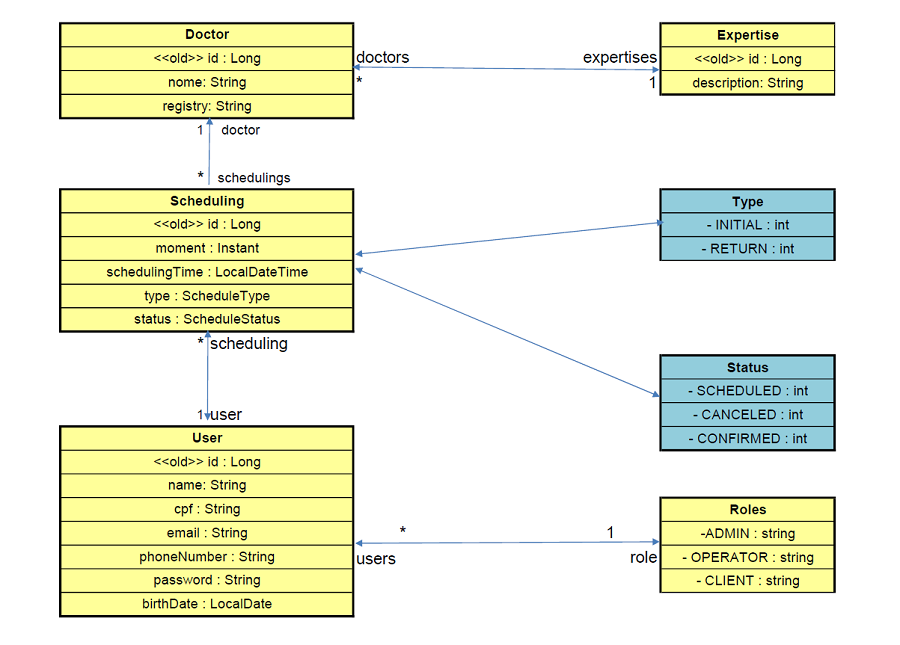 Doctor
<<old>> id : Long
nome: String
registry: String
doctors
*
expertises
1
Expertise
<<old>> id : Long
description: String
1 doctor
* schedulings
Scheduling
<<old>> id : Long
moment : Instant
schedulingTime : LocalDateTime
type : ScheduleType
status : ScheduleStatus
Type
- INITIAL : int
- RETURN : int
* scheduling
1 user
Status
- SCHEDULED : int
- CANCELED : int
- CONFIRMED : int
User
<<old>> id : Long
name: String
cpf : String
email : String
phoneNumber : String
password : String
birthDate : LocalDate
* 1
users role
Roles
-ADMIN : string
- OPERATOR : string
- CLIENT : string